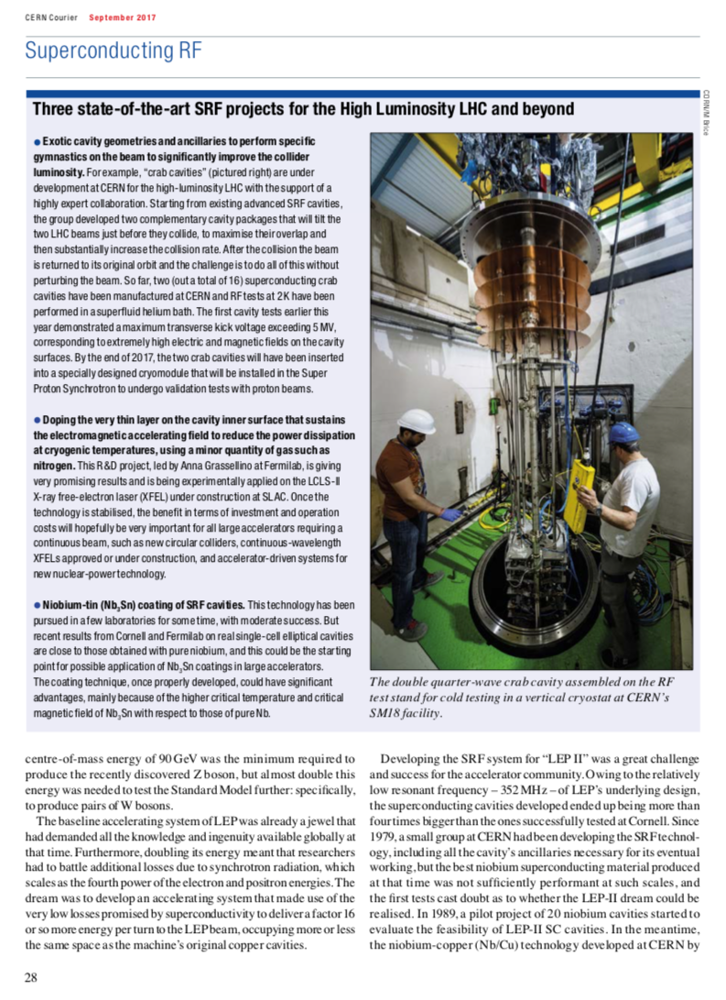 CERN Courier September 2017
Superconducting RF
Three state-of-the-art SRF projects for the High Luminosity LHC and beyond
● Exotic cavity geometries and ancillaries to perform specific
gymnastics on the beam to significantly improve the collider
luminosity. For example, “crab cavities” (pictured right) are under
development at CERN for the high-luminosity LHC with the support of a
highly expert collaboration. Starting from existing advanced SRF cavities,
the group developed two complementary cavity packages that will tilt the
two LHC beams just before they collide, to maximise their overlap and
then substantially increase the collision rate. After the collision the beam
is returned to its original orbit and the challenge is to do all of this without
perturbing the beam. So far, two (out a total of 16) superconducting crab
cavities have been manufactured at CERN and RF tests at 2 K have been
performed in a superfluid helium bath. The first cavity tests earlier this
year demonstrated a maximum transverse kick voltage exceeding 5 MV,
corresponding to extremely high electric and magnetic fields on the cavity
surfaces. By the end of 2017, the two crab cavities will have been inserted
into a specially designed cryomodule that will be installed in the Super
Proton Synchrotron to undergo validation tests with proton beams.
● Doping the very thin layer on the cavity inner surface that sustains
the electromagnetic accelerating field to reduce the power dissipation
at cryogenic temperatures, using a minor quantity of gas such as
nitrogen. This R&D project, led by Anna Grassellino at Fermilab, is giving
very promising results and is being experimentally applied on the LCLS-II
X-ray free-electron laser (XFEL) under construction at SLAC. Once the
technology is stabilised, the benefit in terms of investment and operation
costs will hopefully be very important for all large accelerators requiring a
continuous beam, such as new circular colliders, continuous-wavelength
XFELs approved or under construction, and accelerator-driven systems for
new nuclear-power technology.
● Niobium-tin (Nb₃Sn) coating of SRF cavities. This technology has been
pursued in a few laboratories for some time, with moderate success. But
recent results from Cornell and Fermilab on real single-cell elliptical cavities
are close to those obtained with pure niobium, and this could be the starting
point for possible application of Nb₃Sn coatings in large accelerators.
The coating technique, once properly developed, could have significant
advantages, mainly because of the higher critical temperature and critical
magnetic field of Nb₃Sn with respect to those of pure Nb.
CERN/M Brice
The double quarter-wave crab cavity assembled on the RF
test stand for cold testing in a vertical cryostat at CERN’s
SM18 facility.
centre-of-mass energy of 90 GeV was the minimum required to
produce the recently discovered Z boson, but almost double this
energy was needed to test the Standard Model further: specifically,
to produce pairs of W bosons.
The baseline accelerating system of LEP was already a jewel that
had demanded all the knowledge and ingenuity available globally at
that time. Furthermore, doubling its energy meant that researchers
had to battle additional losses due to synchrotron radiation, which
scales as the fourth power of the electron and positron energies. The
dream was to develop an accelerating system that made use of the
very low losses promised by superconductivity to deliver a factor 16
or so more energy per turn to the LEP beam, occupying more or less
the same space as the machine’s original copper cavities.
Developing the SRF system for “LEP II” was a great challenge
and success for the accelerator community. Owing to the relatively
low resonant frequency – 352 MHz – of LEP’s underlying design,
the superconducting cavities developed ended up being more than
four times bigger than the ones successfully tested at Cornell. Since
1979, a small group at CERN had been developing the SRF technol-
ogy, including all the cavity’s ancillaries necessary for its eventual
working, but the best niobium superconducting material produced
at that time was not sufficiently performant at such scales, and
the first tests cast doubt as to whether the LEP-II dream could be
realised. In 1989, a pilot project of 20 niobium cavities started to
evaluate the feasibility of LEP-II SC cavities. In the meantime,
the niobium-copper (Nb/Cu) technology developed at CERN by
28